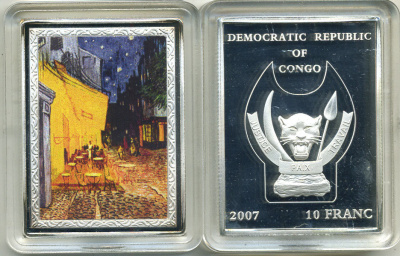 DEMOCRATIC REPUBLIC
OF
CONGO
JUSTICE PAIX TRAVAIL
2007 10 FRANC